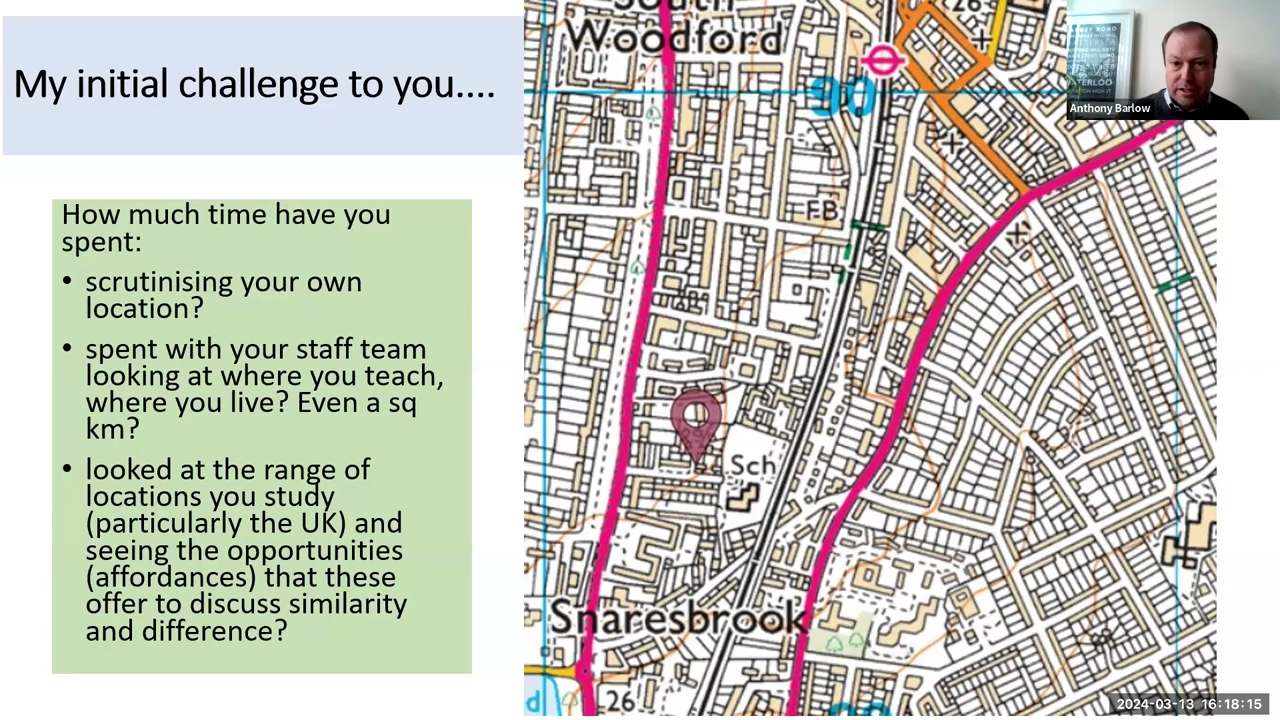 My initial challenge to you....
How much time have you
spent:
• scrutinising your own
location?
• spent with your staff team
looking at where you teach,
where you live? Even a sq
km?
• looked at the range of
locations you study
(particularly the UK) and
seeing the opportunities
(affordances) that these
offer to discuss similarity
and difference?
South
Woodford
26
90
FB
Sch
Snaresbrook
d
26
Anthony Barlow
2024-03-13 16:18:15